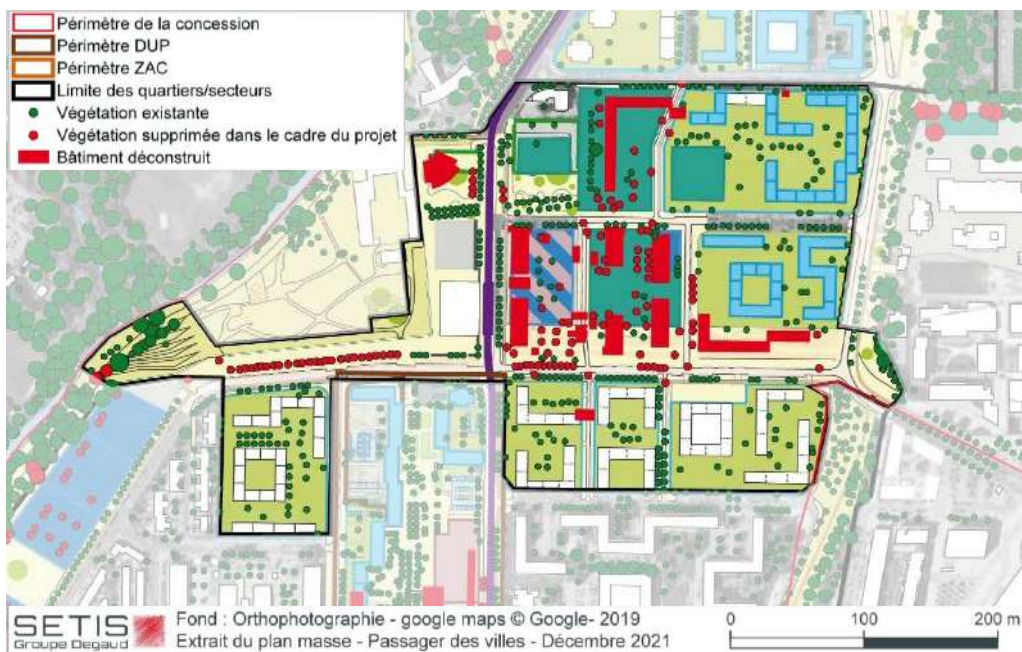 Périmètre de la concession
Périmètre DUP
Périmètre ZAC
Limite des quartiers/secteurs
Végétation existante
Végétation supprimée dans le cadre du projet
Bâtiment déconstruit
SETIS
Groupe Degaud
Fond : Orthophotographie - google maps © Google- 2019
Extrait du plan masse - Passager des villes - Décembre 2021
0 100 200 m